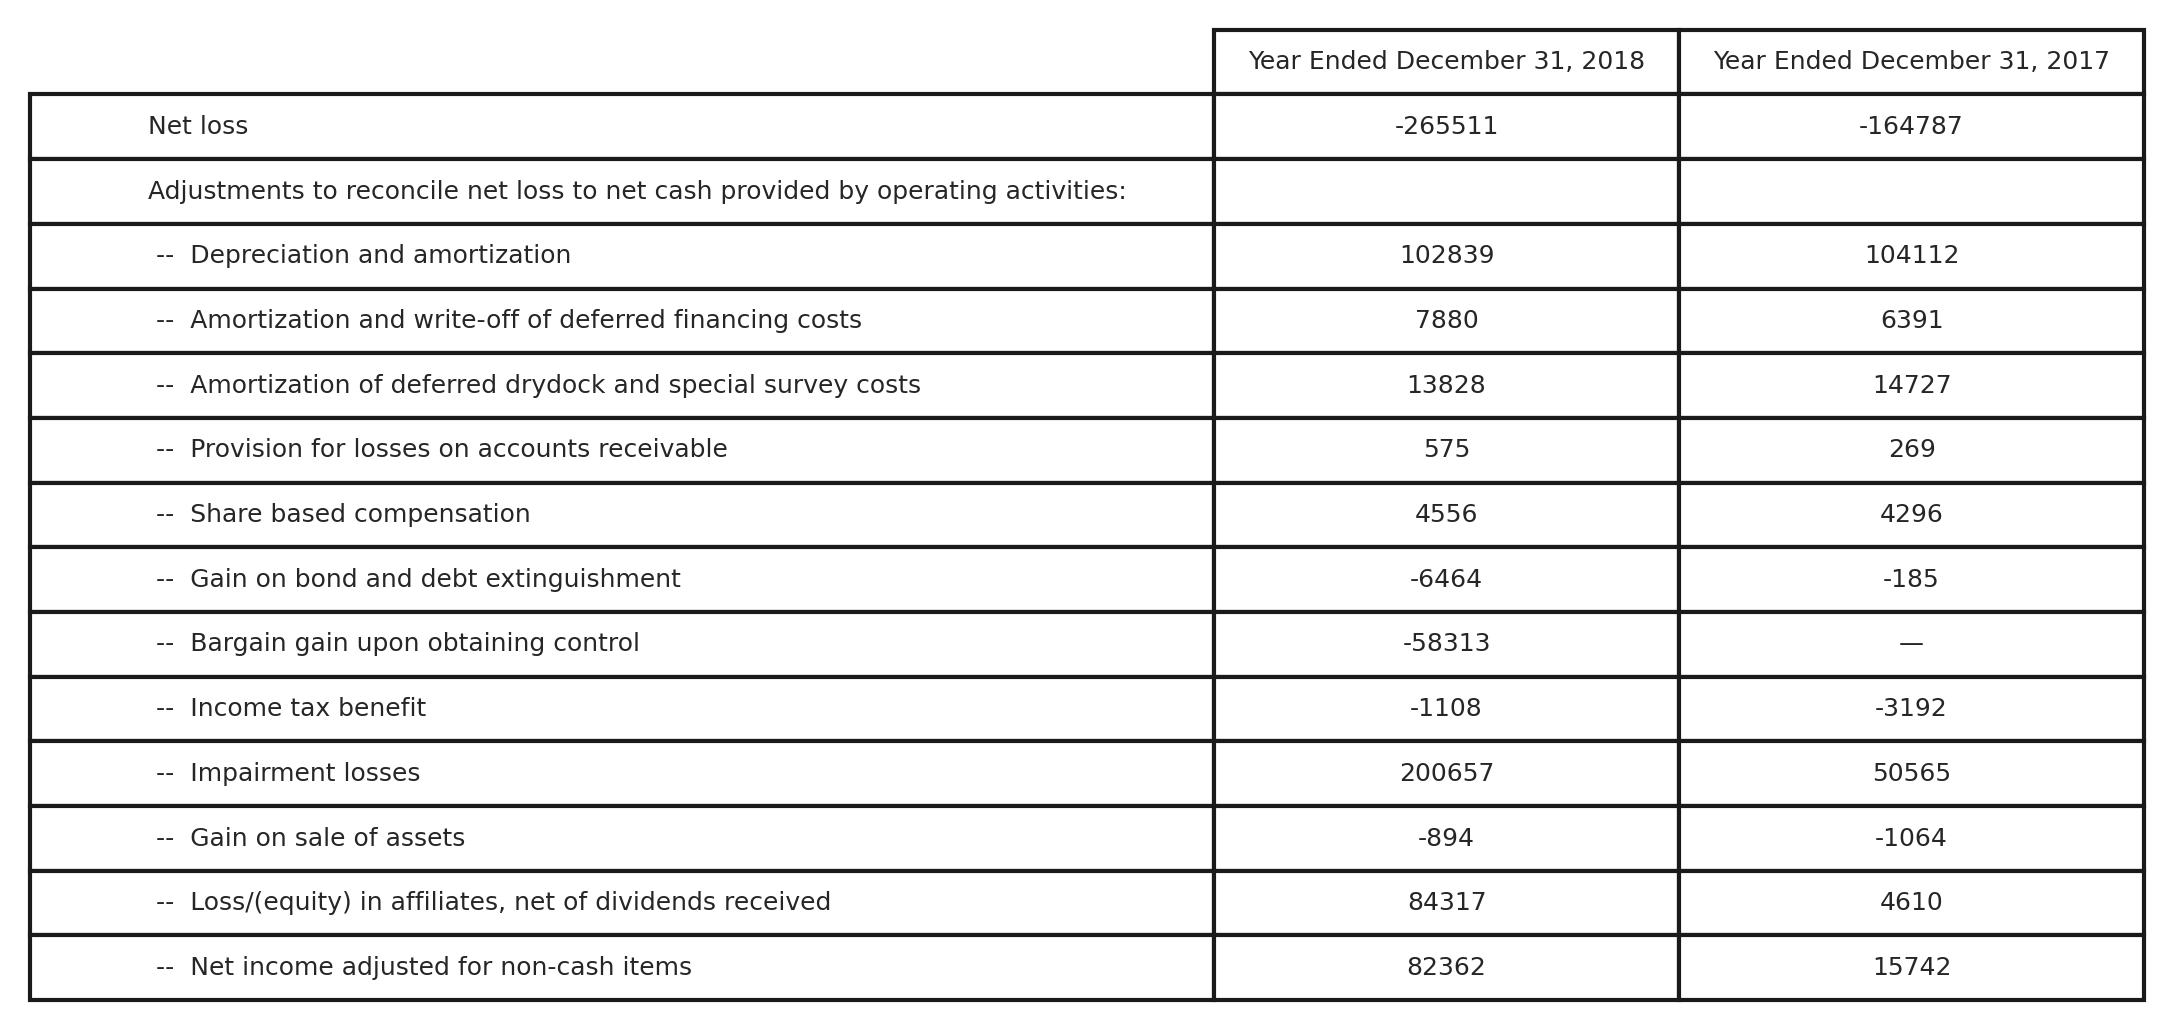 Year Ended December 31, 2018 Year Ended December 31, 2017
Net loss -265511 -164787
Adjustments to reconcile net loss to net cash provided by operating activities:
-- Depreciation and amortization 102839 104112
-- Amortization and write-off of deferred financing costs 7880 6391
-- Amortization of deferred drydock and special survey costs 13828 14727
-- Provision for losses on accounts receivable 575 269
-- Share based compensation 4556 4296
-- Gain on bond and debt extinguishment -6464 -185
-- Bargain gain upon obtaining control -58313 —
-- Income tax benefit -1108 -3192
-- Impairment losses 200657 50565
-- Gain on sale of assets -894 -1064
-- Loss/(equity) in affiliates, net of dividends received 84317 4610
-- Net income adjusted for non-cash items 82362 15742